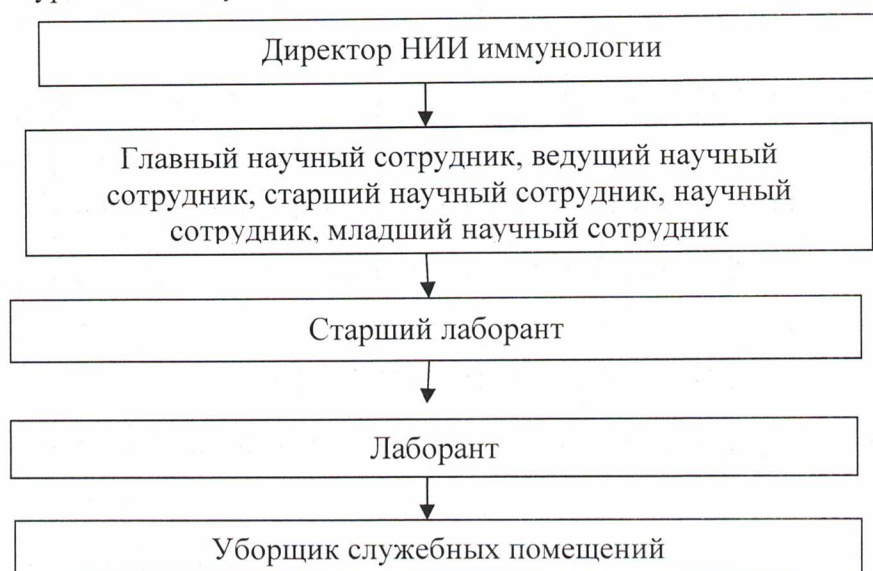 Директор НИИ иммунологии
Главный научный сотрудник, ведущий научный
сотрудник, старший научный сотрудник, научный
сотрудник, младший научный сотрудник
Старший лаборант
Лаборант
Уборщик служебных помещений